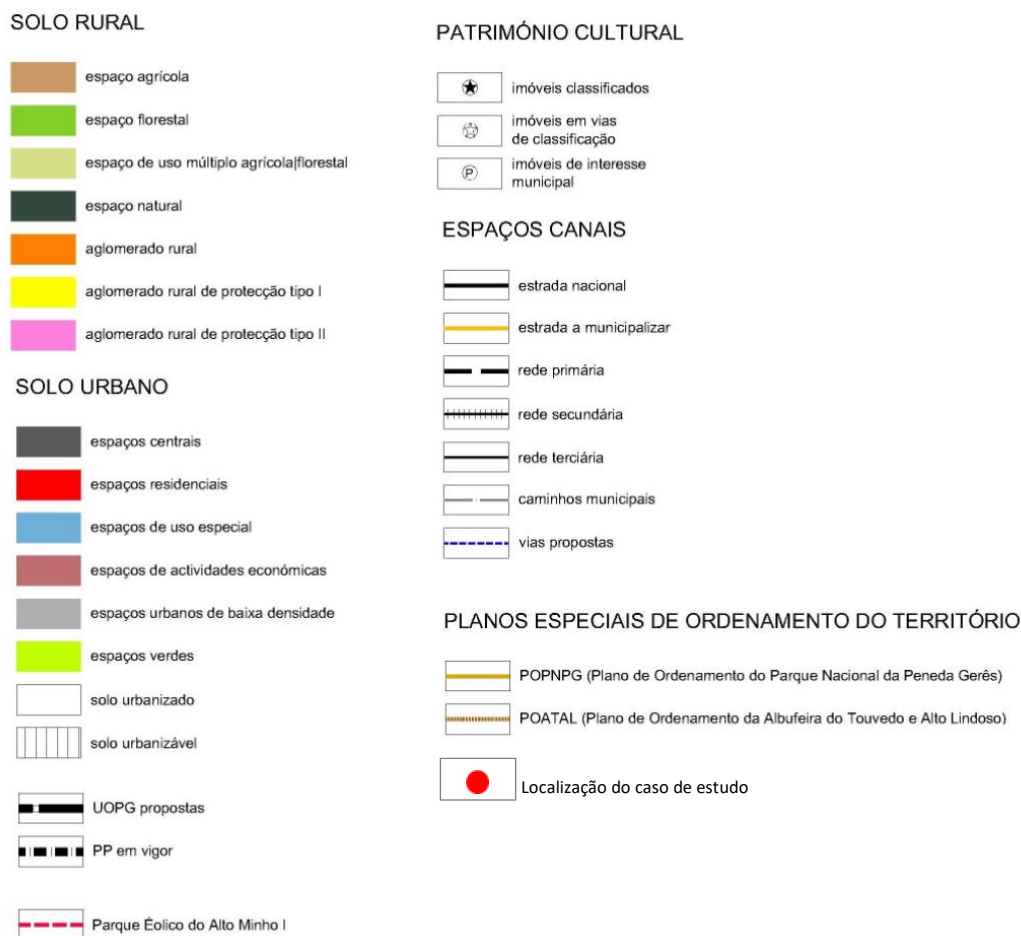 SOLO RURAL
espaço agrícola
espaço florestal
espaço de uso múltiplo agrícola|florestal
espaço natural
aglomerado rural
aglomerado rural de protecção tipo I
aglomerado rural de protecção tipo II
SOLO URBANO
espaços centrais
espaços residenciais
espaços de uso especial
espaços de actividades económicas
espaços urbanos de baixa densidade
espaços verdes
solo urbanizado
solo urbanizável
UOPG propostas
PP em vigor
Parque Éolico do Alto Minho I
PATRIMÓNIO CULTURAL
imóveis classificados
imóveis em vias
de classificação
P
imóveis de interesse
municipal
ESPAÇOS CANAIS
estrada nacional
estrada a municipalizar
rede primária
rede secundária
rede terciária
caminhos municipais
vias propostas
PLANOS ESPECIAIS DE ORDENAMENTO DO TERRITÓRIO
POPNPG (Plano de Ordenamento do Parque Nacional da Peneda Gerês)
POATAL (Plano de Ordenamento da Albufeira do Touvedo e Alto Lindoso)
Localização do caso de estudo